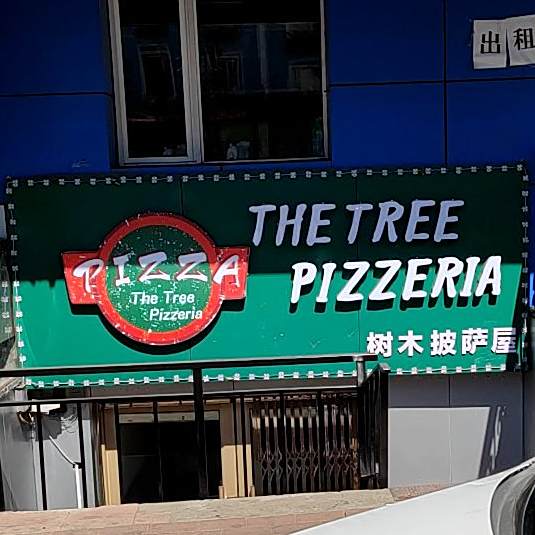 出租
THE TREE
PIZZERIA
PIZZA
The Tree
Pizzeria
树木披萨屋